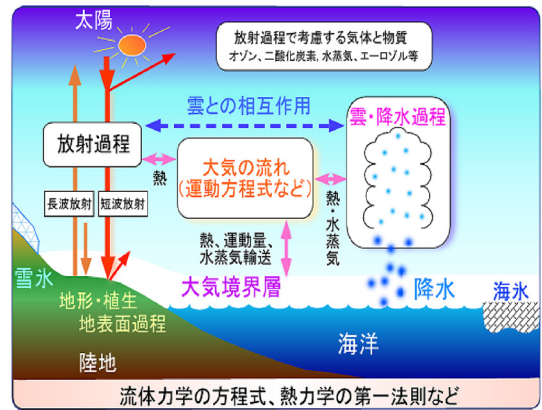 太陽
放射過程で考慮する気体と物質
オゾン、二酸化炭素, 水蒸気、エーロゾル等
雲との相互作用
雲・降水過程
放射過程
熱
大気の流れ
(運動方程式など)
熱・水蒸気
長波放射
短波放射
熱、運動量、
水蒸気輸送
雪氷
大気境界層
降水
海氷
地形・植生
地表面過程
海洋
陸地
流体力学の方程式、熱力学の第一法則など